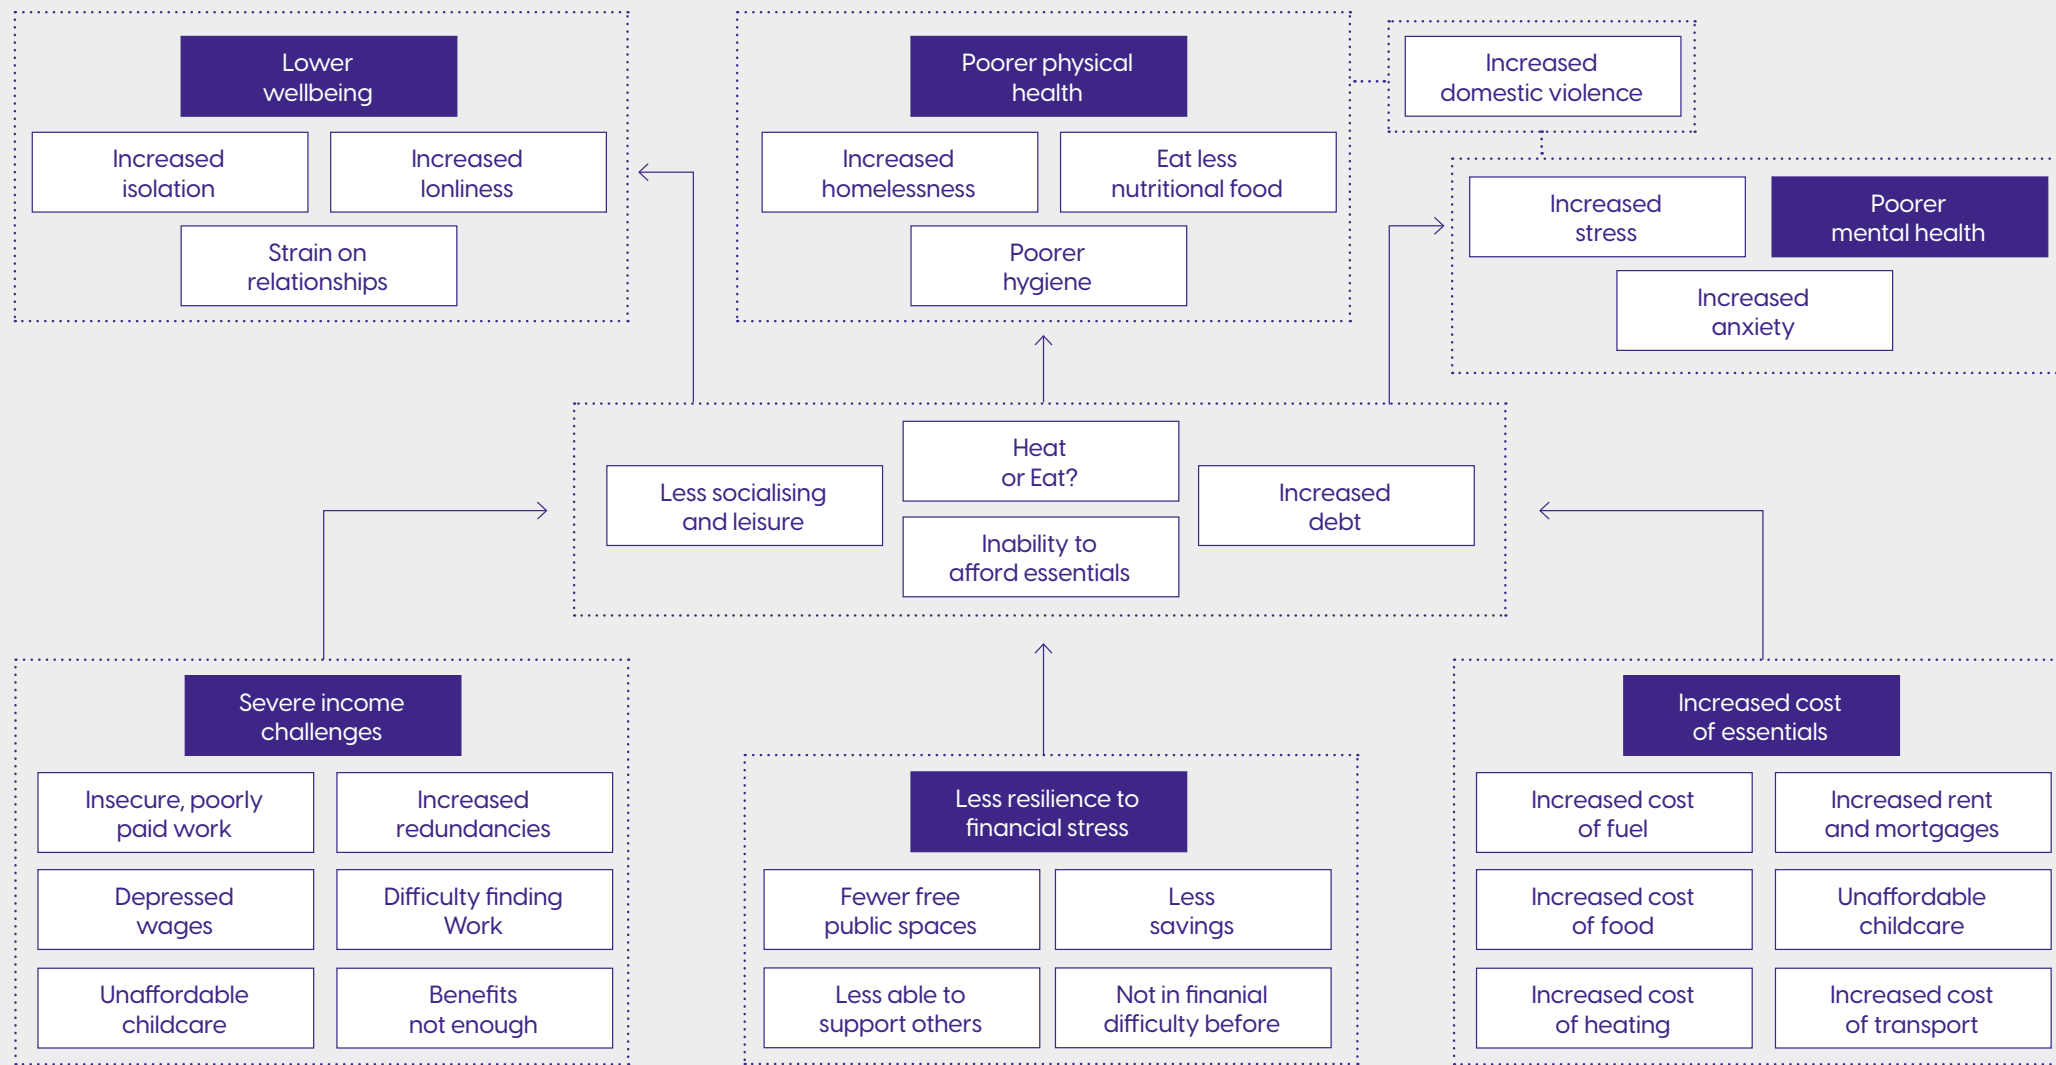 Lower
wellbeing
Increased
isolation
Increased
lonliness
Strain on
relationships
Poorer physical
health
Increased
homelessness
Eat less
nutritional food
Poorer
hygiene
Increased
domestic violence
Increased
stress
Poorer
mental health
Increased
anxiety
Less socialising
and leisure
Heat
or Eat?
Inability to
afford essentials
Increased
debt
Severe income
challenges
Insecure, poorly
paid work
Increased
redundancies
Depressed
wages
Difficulty finding
Work
Unaffordable
childcare
Benefits
not enough
Less resilience to
financial stress
Fewer free
public spaces
Less
savings
Less able to
support others
Not in finanial
difficulty before
Increased cost
of essentials
Increased cost
of fuel
Increased rent
and mortgages
Increased cost
of food
Unaffordable
childcare
Increased cost
of heating
Increased cost
of transport